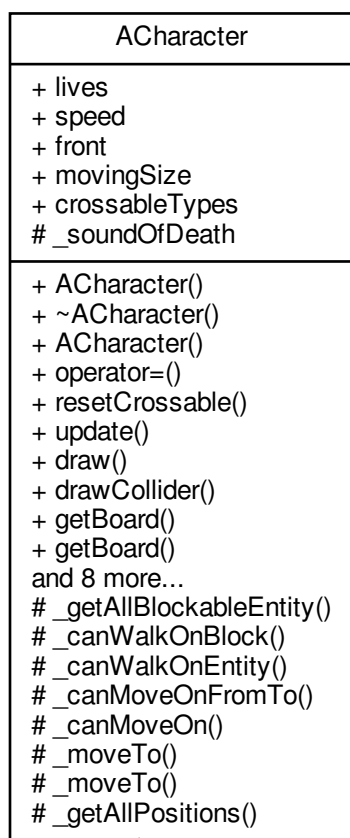 ACharacter
+ lives
+ speed
+ front
+ movingSize
+ crossableTypes
# _soundOfDeath
+ ACharacter()
+ ~ACharacter()
+ ACharacter()
+ operator=()
+ resetCrossable()
+ update()
+ draw()
+ drawCollider()
+ getBoard()
+ getBoard()
and 8 more...
# _getAllBlockableEntity()
# _canWalkOnBlock()
# _canWalkOnEntity()
# _canMoveOnFromTo()
# _canMoveOn()
# _moveTo()
# _moveTo()
# _getAllPositions()